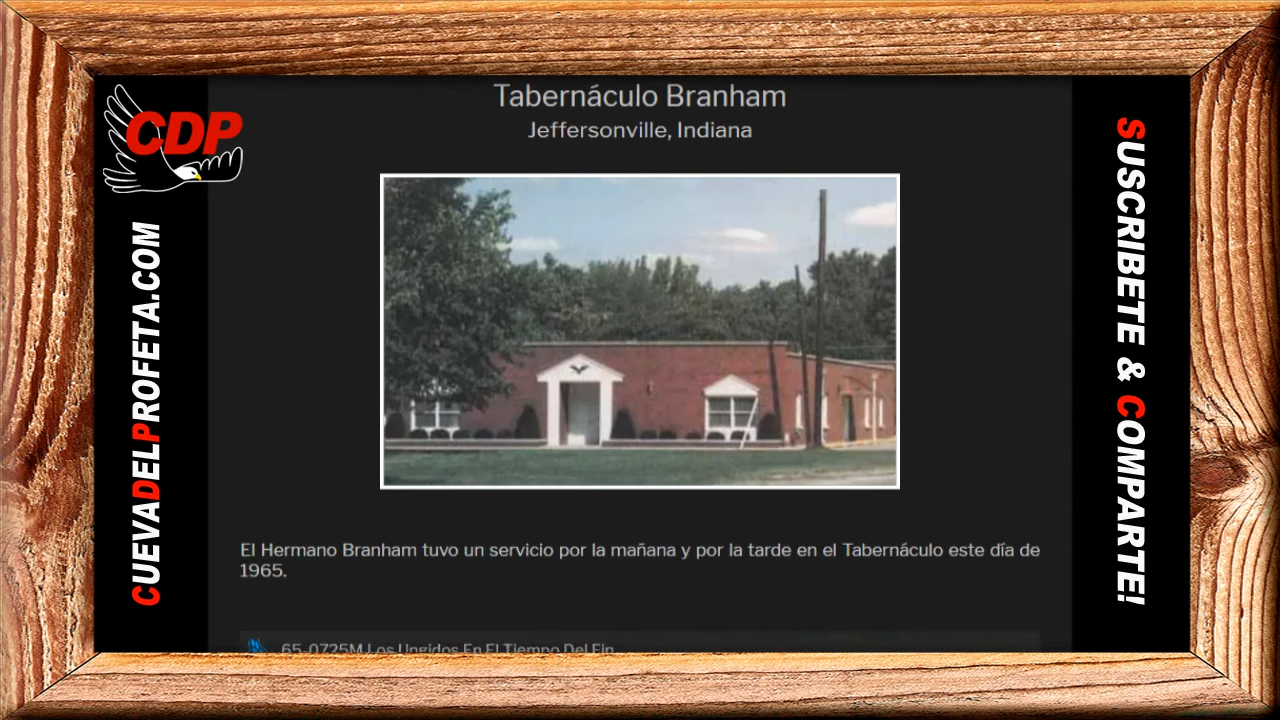 Tabernáculo Branham
Jeffersonville, Indiana
CDP
CUEVADELPROFETA.COM
SUSCRIBETE & COMPARTE!
El Hermano Branham tuvo un servicio por la mañana y por la tarde en el Tabernáculo este día de
1965.
65-0725M Los Ungidos En El Tiempo Del Fin